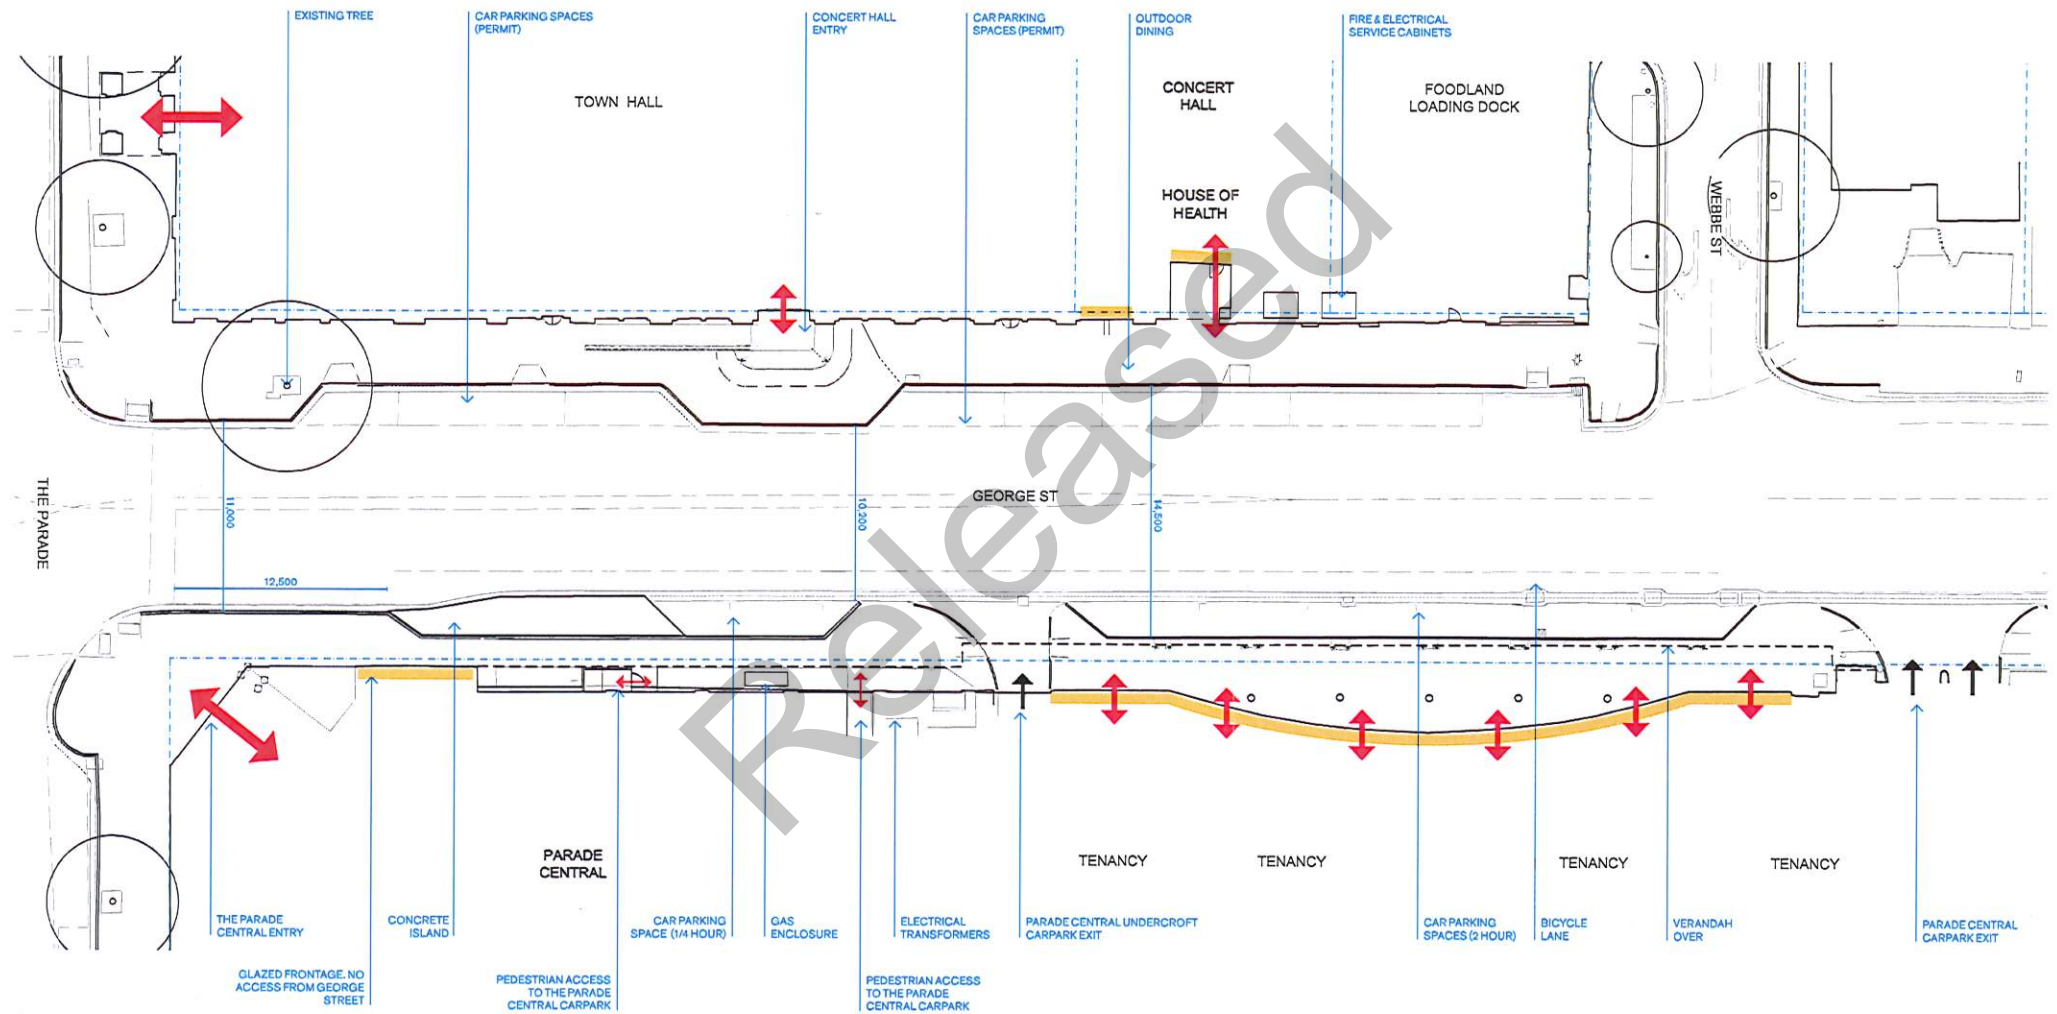 EXISTING TREE
CAR PARKING SPACES
(PERMIT)
CONCERT HALL
ENTRY
CAR PARKING
SPACES (PERMIT)
OUTDOOR
DINING
FIRE & ELECTRICAL
SERVICE CABINETS
TOWN HALL
CONCERT
HALL
FOODLAND
LOADING DOCK
HOUSE OF
HEALTH
WEBBE ST
THE PARADE
GEORGE ST
11,000
10,200
14,500
12,500
Released
PARADE
CENTRAL
TENANCY
TENANCY
TENANCY
TENANCY
THE PARADE
CENTRAL ENTRY
CONCRETE
ISLAND
CAR PARKING
SPACE (1/4 HOUR)
GAS
ENCLOSURE
ELECTRICAL
TRANSFORMERS
PARADE CENTRAL UNDERCROFT
CARPARK EXIT
CAR PARKING
SPACES (2 HOUR)
BICYCLE
LANE
VERANDAH
OVER
PARADE CENTRAL
CARPARK EXIT
GLAZED FRONTAGE. NO
ACCESS FROM GEORGE
STREET
PEDESTRIAN ACCESS
TO THE PARADE
CENTRAL CARPARK
PEDESTRIAN ACCESS
TO THE PARADE
CENTRAL CARPARK